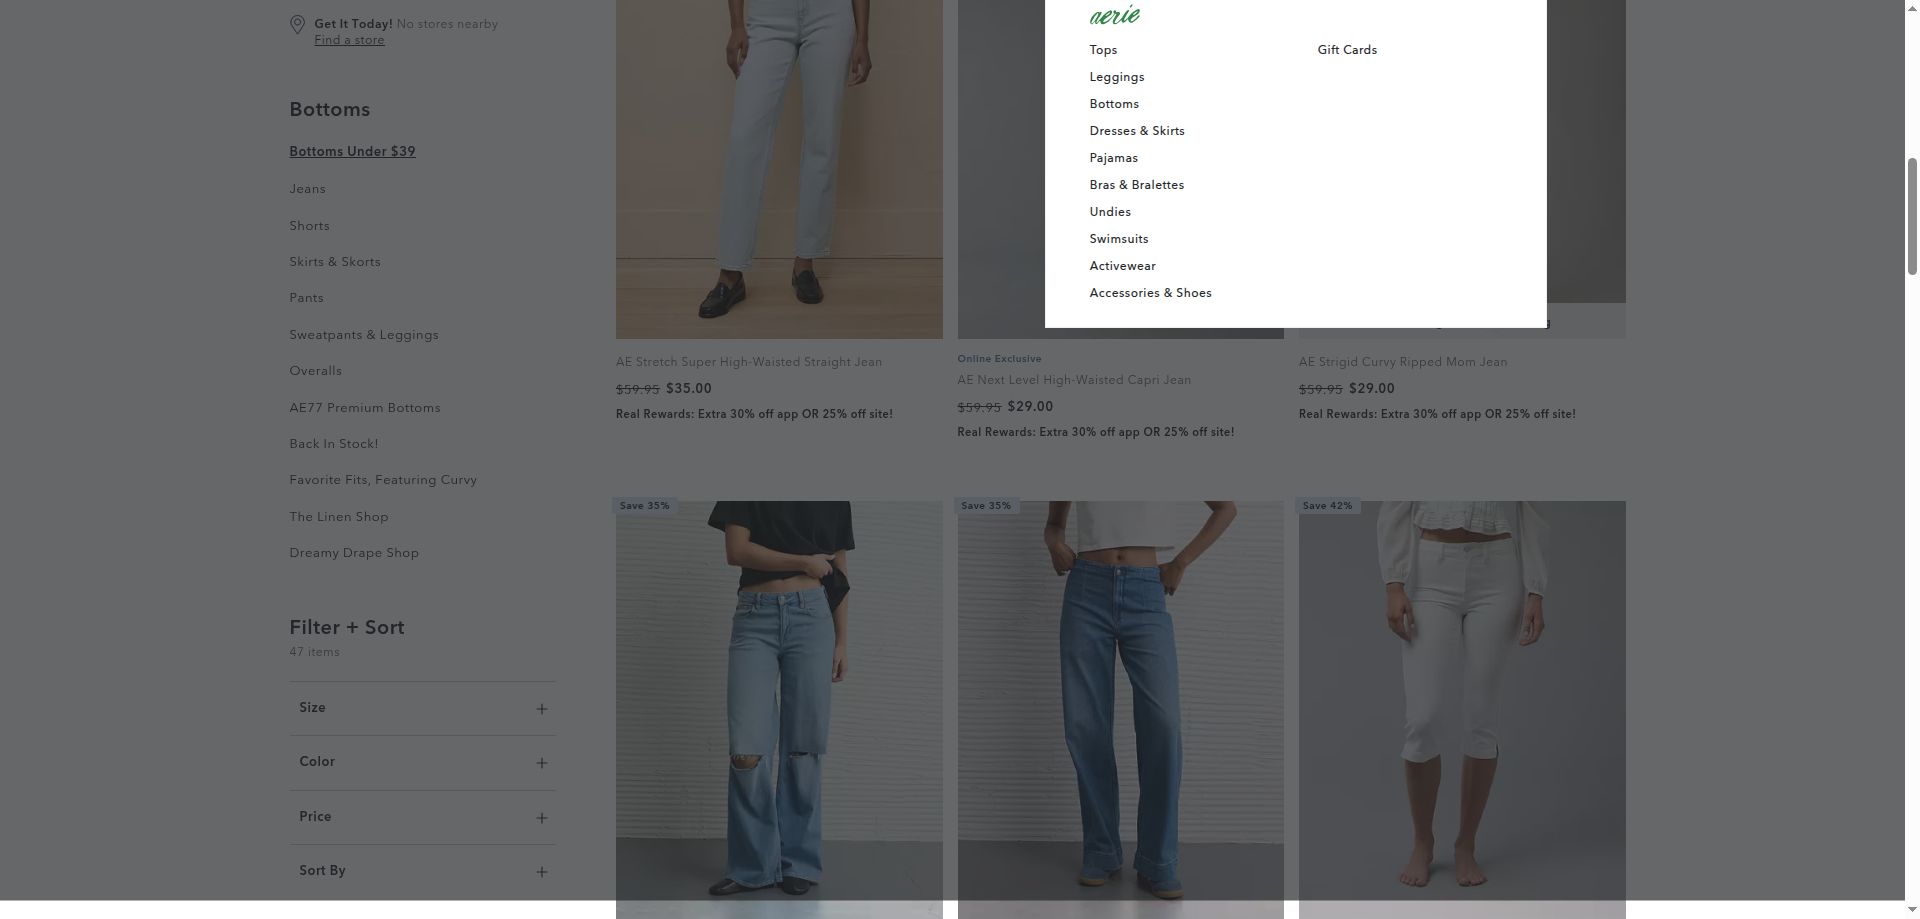 Get It Today! No stores nearby
Find a store
Bottoms
Bottoms Under $39
Jeans
Shorts
Skirts & Skorts
Pants
Sweatpants & Leggings
Overalls
AE77 Premium Bottoms
Back In Stock!
Favorite Fits, Featuring Curvy
The Linen Shop
Dreamy Drape Shop
Filter + Sort
47 items
Size
Color
Price
Sort By
aerie
Tops
Leggings
Bottoms
Dresses & Skirts
Pajamas
Bras & Bralettes
Undies
Swimsuits
Activewear
Accessories & Shoes
Gift Cards
AE Stretch Super High-Waisted Straight Jean
$59.95 $35.00
Real Rewards: Extra 30% off app OR 25% off site!
Online Exclusive
AE Next Level High-Waisted Capri Jean
$59.95 $29.00
Real Rewards: Extra 30% off app OR 25% off site!
AE Strigid Curvy Ripped Mom Jean
$59.95 $29.00
Real Rewards: Extra 30% off app OR 25% off site!
Save 35%
Save 35%
Save 42%